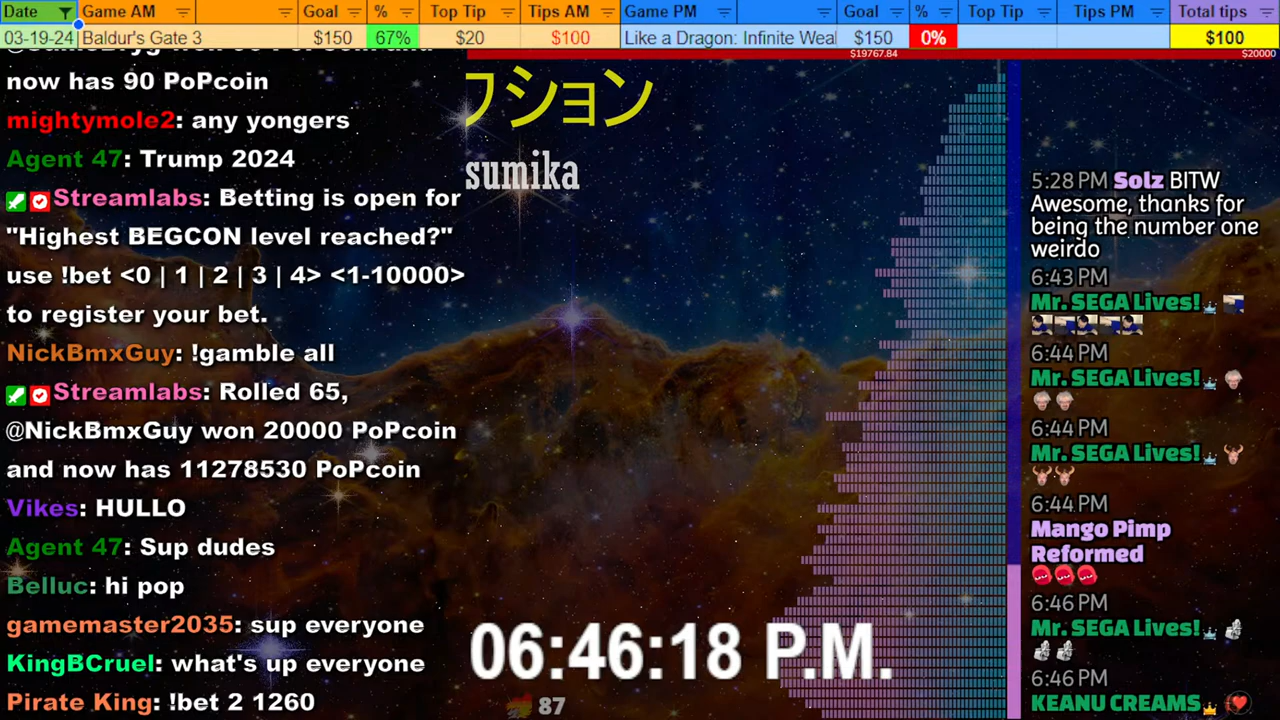 Date Game AM Goal % Top Tip Tips AM Game PM Goal % Top Tip Tips PM Total tips
03-19-24 Baldur's Gate 3 $150 67% $20 $100 Like a Dragon: Infinite Weal $150 0% $100
$19767.84 $20000
now has 90 PoPcoin
mightymole2: any yongers
Agent 47: Trump 2024
Streamlabs: Betting is open for
"Highest BEGCON level reached?"
use !bet <0 | 1 | 2 | 3 | 4> <1-10000>
to register your bet.
NickBmxGuy: !gamble all
Streamlabs: Rolled 65,
@NickBmxGuy won 20000 PoPcoin
and now has 11278530 PoPcoin
Vikes: HULLO
Agent 47: Sup dudes
Belluc: hi pop
gamemaster2035: sup everyone
KingBCruel: what's up everyone
Pirate King: !bet 2 1260
フション
sumika
06:46:18 P.M.
87
5:28 PM Solz BITW
Awesome, thanks for
being the number one
weirdo
6:43 PM
Mr. SEGA Lives!
6:44 PM
Mr. SEGA Lives!
6:44 PM
Mr. SEGA Lives!
6:44 PM
Mango Pimp
Reformed
6:46 PM
Mr. SEGA Lives!
6:46 PM
KEANU CREAMS